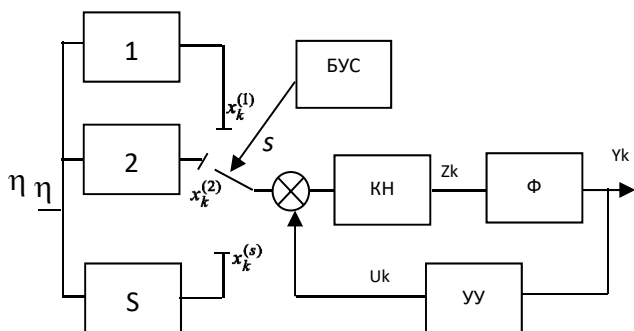 1
БУС
x_k^{(1)}
S
2
x_k^{(2)}
КН
Zk
Ф
Yk
η η
x_k^{(s)}
S
Uk
УУ